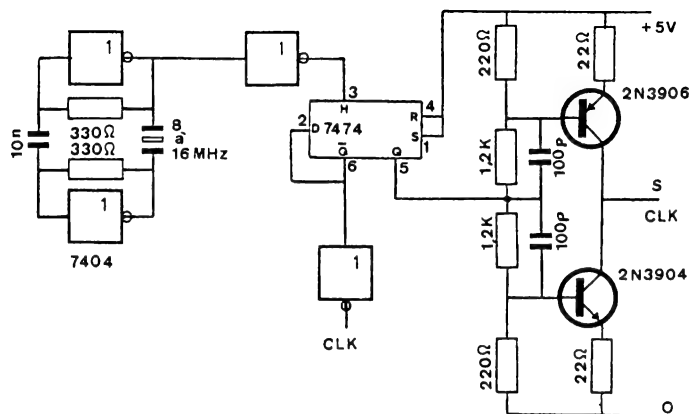 +5V
1
1
220Ω
22Ω
2N3906
3
H
2
D 7474
R
4
S
1
Q̅
Q
6
5
10n
330Ω
330Ω
8
à
16 MHz
1,2K
100p
S
CLK
1
7404
1
1,2K
100p
2N3904
CLK
220Ω
22Ω
O